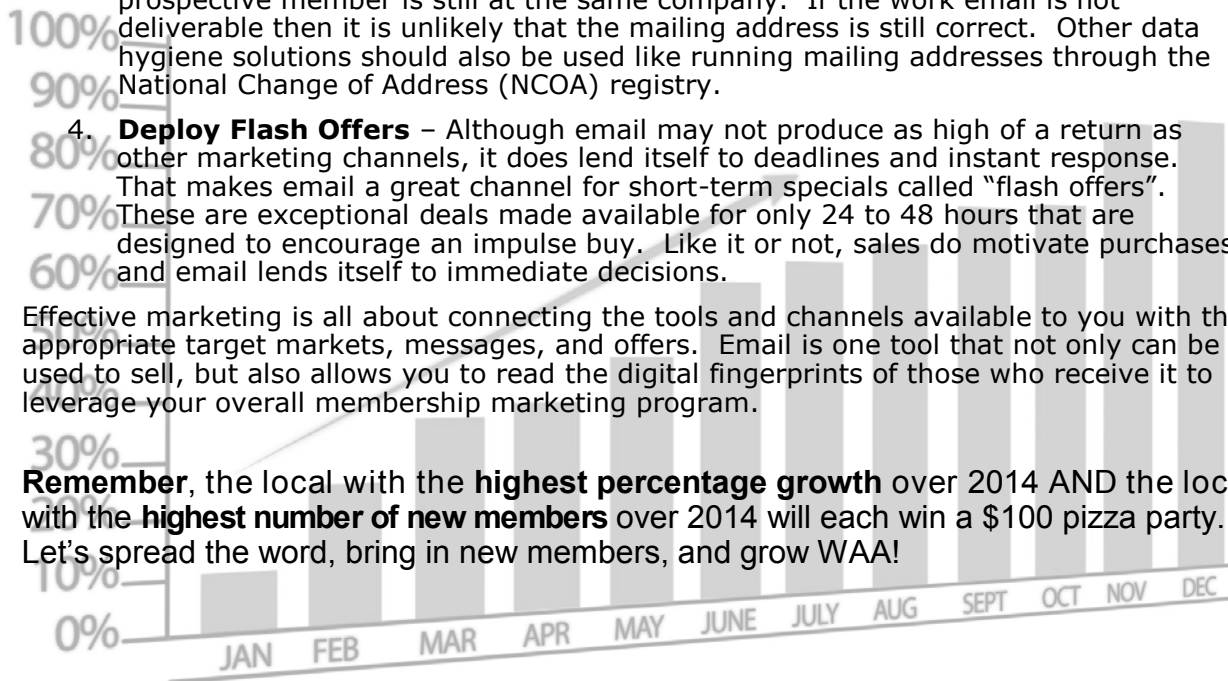 prospective member is still at the same company. If the work email is not
deliverable then it is unlikely that the mailing address is still correct. Other data
hygiene solutions should also be used like running mailing addresses through the
National Change of Address (NCOA) registry.
4. Deploy Flash Offers – Although email may not produce as high of a return as
other marketing channels, it does lend itself to deadlines and instant response.
That makes email a great channel for short-term specials called “flash offers”.
These are exceptional deals made available for only 24 to 48 hours that are
designed to encourage an impulse buy. Like it or not, sales do motivate purchases
and email lends itself to immediate decisions.
Effective marketing is all about connecting the tools and channels available to you with th
appropriate target markets, messages, and offers. Email is one tool that not only can be
used to sell, but also allows you to read the digital fingerprints of those who receive it to
leverage your overall membership marketing program.
Remember, the local with the highest percentage growth over 2014 AND the loc
with the highest number of new members over 2014 will each win a $100 pizza party.
Let’s spread the word, bring in new members, and grow WAA!
100%
90%
80%
70%
60%
50%
40%
30%
20%
10%
0%
JAN FEB MAR APR MAY JUNE JULY AUG SEPT OCT NOV DEC